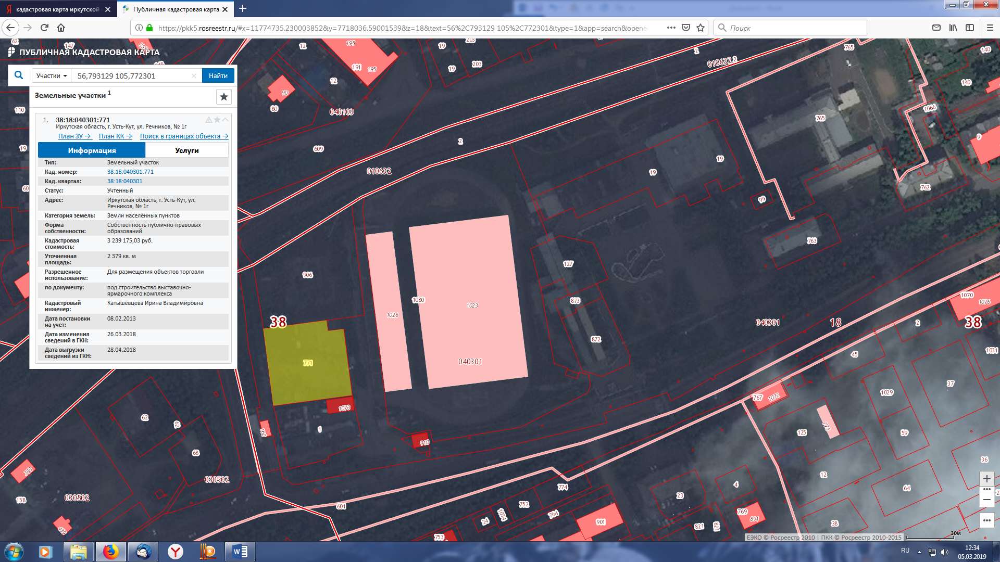 кадастровая карта иркутской
Публичная кадастровая карта
https://pkk5.rosreestr.ru/#x=11774735.230003852&y=7718036.59001539&z=18&text=56%2C793129 105%2C772301&type=1&app=search&opene
Поиск
ПУБЛИЧНАЯ КАДАСТРОВАЯ КАРТА
Участки
56,793129 105,772301
Найти
Земельные участки 1
1. 38:18:040301:771
Иркутская область, г. Усть-Кут, ул. Речников, № 1г
План ЗУ → План КК → Поиск в границах объекта →
Информация Услуги
Тип: Земельный участок
Кад. номер: 38:18:040301:771
Кад. квартал: 38:18:040301
Статус: Учтенный
Адрес: Иркутская область, г. Усть-Кут, ул.
Речников, № 1г
Категория земель: Земли населённых пунктов
Форма Собственность публично-правовых
собственности: образований
Кадастровая 3 239 175,03 руб.
стоимость:
Уточненная 2 379 кв. м
площадь:
Разрешенное Для размещения объектов торговли
использование:
по документу: под строительство выставочно-
ярмарочного комплекса
Кадастровый Катышевцева Ирина Владимировна
инженер:
Дата постановки 08.02.2013
на учет:
Дата изменения 26.03.2018
сведений в ГКН:
Дата выгрузки 28.04.2018
сведений из ГКН:
62
147
12
195
191
195
19
203
19
203
2
010632
2
765
140
140
12
90
80
040103
110
609
2
765
1066
9
19
010632
19
19
99
762
763
906
127
1080
1026
1023
873
872
38
771
040301
040301
18
38
1070
1076
2
1031
45
37
1029
767
1072
775
125
59
1073
160
1
910
62
62
68
388
030502
030502
158
439
601
774
752
1034
24
764
753
901
23
4
769
891
821
821
12
64
36
38
ЕЭКО © Росреестр 2010 | ПКК © Росреестр 2010-2015
30м
RU
12:34
05.03.2019